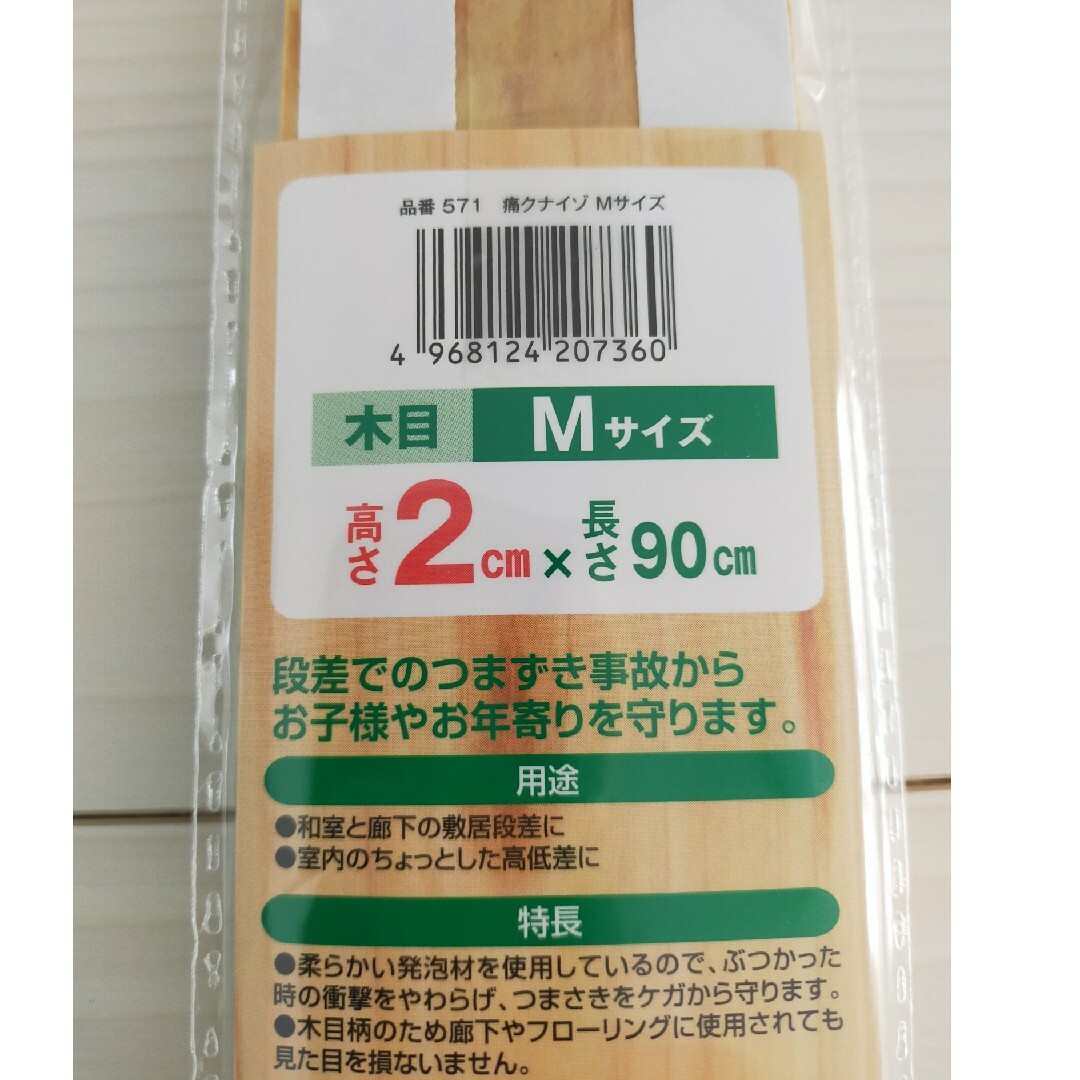 品番 571 痛クナイゾ Mサイズ
4 968124 207360
木目 Mサイズ
高さ2cm×長さ90cm
段差でのつまずき事故から
お子様やお年寄りを守ります。
用途
●和室と廊下の敷居段差に
●室内のちょっとした高低差に
特長
●柔らかい発泡材を使用しているので、ぶつかった
時の衝撃をやわらげ、つまさきをケガから守ります。
●木目柄のため廊下やフローリングに使用されても
見た目を損ないません。